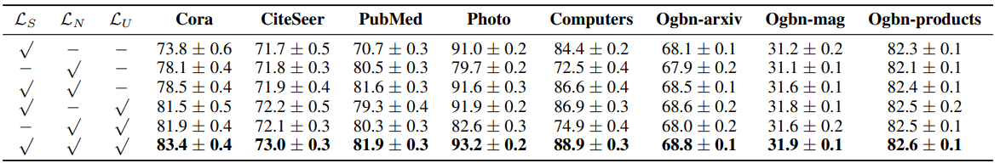 L_S L_N L_U Cora CiteSeer PubMed Photo Computers Ogbn-arxiv Ogbn-mag Ogbn-products
√ – – 73.8 ± 0.6 71.7 ± 0.5 70.7 ± 0.3 91.0 ± 0.2 84.4 ± 0.2 68.1 ± 0.1 31.2 ± 0.2 82.3 ± 0.1
– √ – 78.1 ± 0.4 71.8 ± 0.3 80.5 ± 0.3 79.7 ± 0.2 72.5 ± 0.4 67.9 ± 0.2 31.1 ± 0.1 82.1 ± 0.1
√ √ – 78.5 ± 0.4 71.9 ± 0.4 81.6 ± 0.3 91.6 ± 0.3 86.6 ± 0.4 68.5 ± 0.1 31.6 ± 0.1 82.4 ± 0.1
√ – √ 81.5 ± 0.5 72.2 ± 0.5 79.3 ± 0.4 91.9 ± 0.2 86.9 ± 0.3 68.6 ± 0.2 31.8 ± 0.1 82.5 ± 0.2
– √ √ 81.9 ± 0.4 72.1 ± 0.3 80.3 ± 0.3 82.6 ± 0.3 74.9 ± 0.4 68.0 ± 0.2 31.6 ± 0.2 82.5 ± 0.1
√ √ √ 83.4 ± 0.4 73.0 ± 0.3 81.9 ± 0.3 93.2 ± 0.2 88.9 ± 0.3 68.8 ± 0.1 31.9 ± 0.1 82.6 ± 0.1